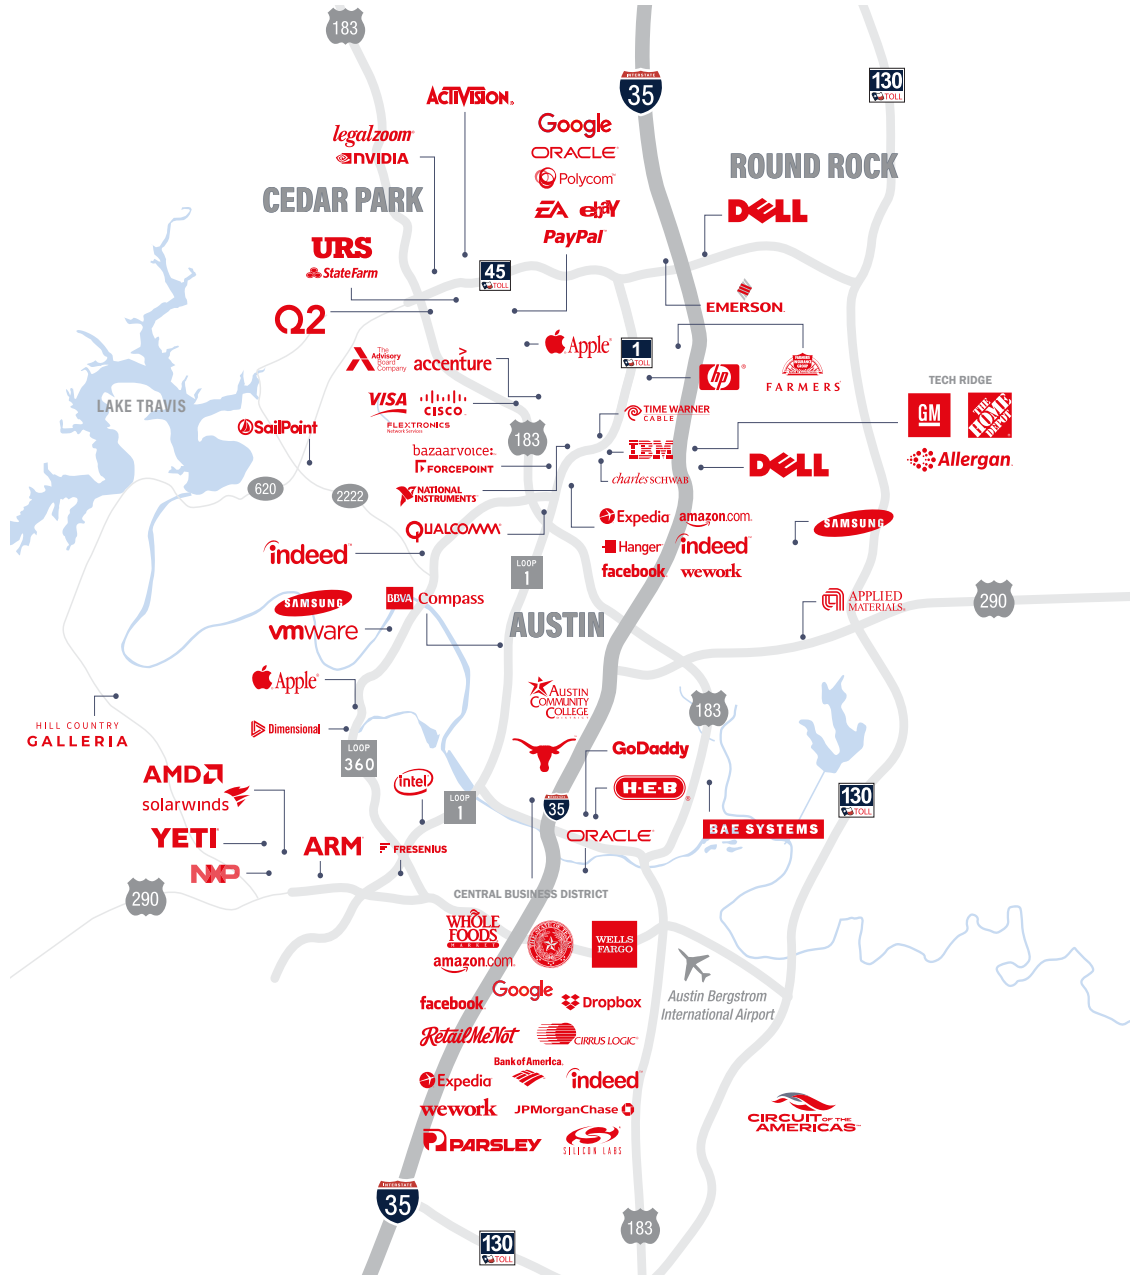 183
INTERSTATE
35
130
TOLL
ACTIVISION
Google
ORACLE
Polycom
EA ebay
PayPal
legalzoom
NVIDIA
ROUND ROCK
DELL
CEDAR PARK
URS
StateFarm
45
TOLL
EMERSON.
Q2
Apple
1
TOLL
The
Advisory
Board
Company
accenture
hp
FARMERS
TECH RIDGE
GM
THE
HOME
DEPOT
Allergan
LAKE TRAVIS
VISA
CISCO
FLEXTRONICS
Network Services
TIME WARNER
CABLE
SailPoint
183
bazaarvoice:
FORCEPOINT
IBM
DELL
charles SCHWAB
620
2222
NATIONAL
INSTRUMENTS
QUALCOMM
Expedia
amazon.com
SAMSUNG
Hanger
indeed
facebook
wework
indeed
LOOP
1
SAMSUNG
vmware
BBVA Compass
AUSTIN
APPLIED
MATERIALS
290
Apple
AUSTIN
COMMUNITY
COLLEGE
DISTRICT
183
HILL COUNTRY
GALLERIA
Dimensional
LOOP
360
GoDaddy
AMD
solarwinds
intel
LOOP
1
35
H-E-B
130
TOLL
YETI
ARM
FRESENIUS
ORACLE
BAE SYSTEMS
NXP
290
CENTRAL BUSINESS DISTRICT
WHOLE
FOODS
MARKET
WELLS
FARGO
amazon.com
Austin Bergstrom
International Airport
facebook
Google
Dropbox
RetailMeNot
CIRRUS LOGIC
Bank of America
Expedia
indeed
wework
JPMorganChase
CIRCUIT OF THE
AMERICAS
PARSLEY
SILICON LABS
INTERSTATE
35
183
130
TOLL